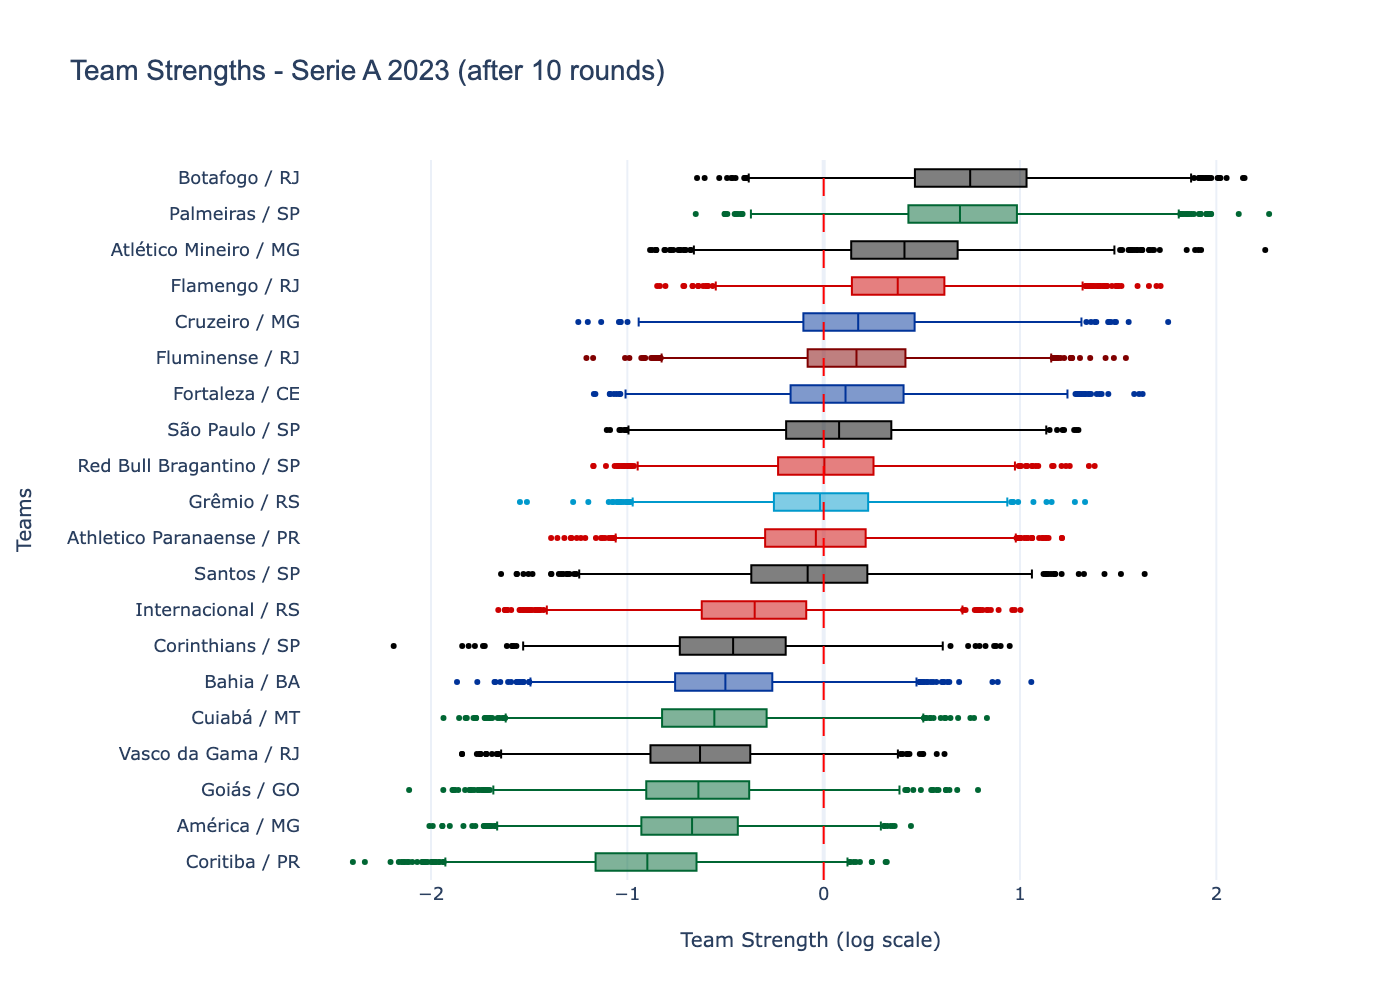 Team Strengths - Serie A 2023 (after 10 rounds)
Teams
Botafogo / RJ
Palmeiras / SP
Atlético Mineiro / MG
Flamengo / RJ
Cruzeiro / MG
Fluminense / RJ
Fortaleza / CE
São Paulo / SP
Red Bull Bragantino / SP
Grêmio / RS
Athletico Paranaense / PR
Santos / SP
Internacional / RS
Corinthians / SP
Bahia / BA
Cuiabá / MT
Vasco da Gama / RJ
Goiás / GO
América / MG
Coritiba / PR
−2 −1 0 1 2
Team Strength (log scale)